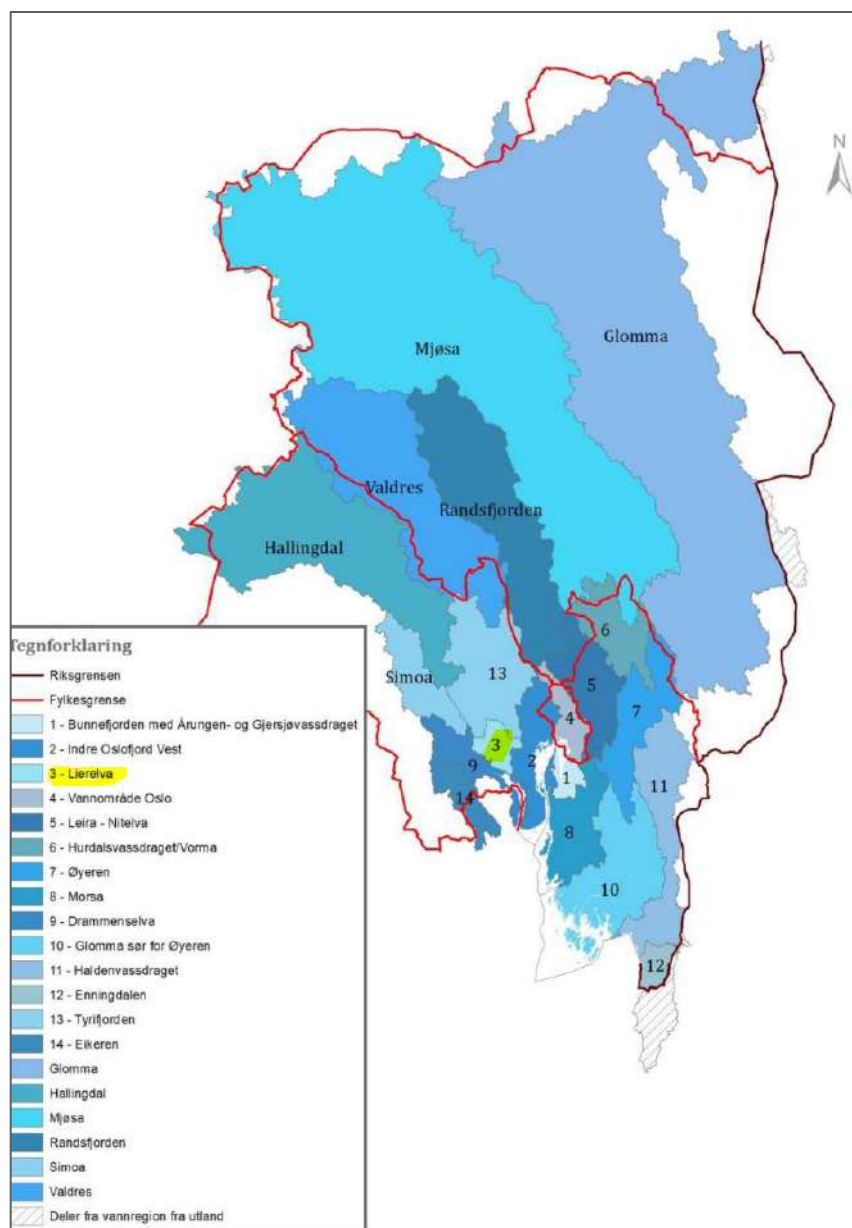 N
Glomma
Mjøsa
Valdres
Randsfjorden
Hallingdal
6
Simoa
13
5
7
4
3
2
9
1
11
14
8
10
12
Tegnforklaring
Riksgrensen
Fylkesgrense
1 - Bunnefjorden med Årungen- og Gjersjøvassdraget
2 - Indre Oslofjord Vest
3 - Lierelva
4 - Vannområde Oslo
5 - Leira - Nitelva
6 - Hurdalsvassdraget/Vorma
7 - Øyeren
8 - Morsa
9 - Drammenselva
10 - Glomma sør for Øyeren
11 - Haldenvassdraget
12 - Enningdalen
13 - Tyrifjorden
14 - Eikeren
Glomma
Hallingdal
Mjøsa
Randsfjorden
Simoa
Valdres
Deler fra vannregion fra utland